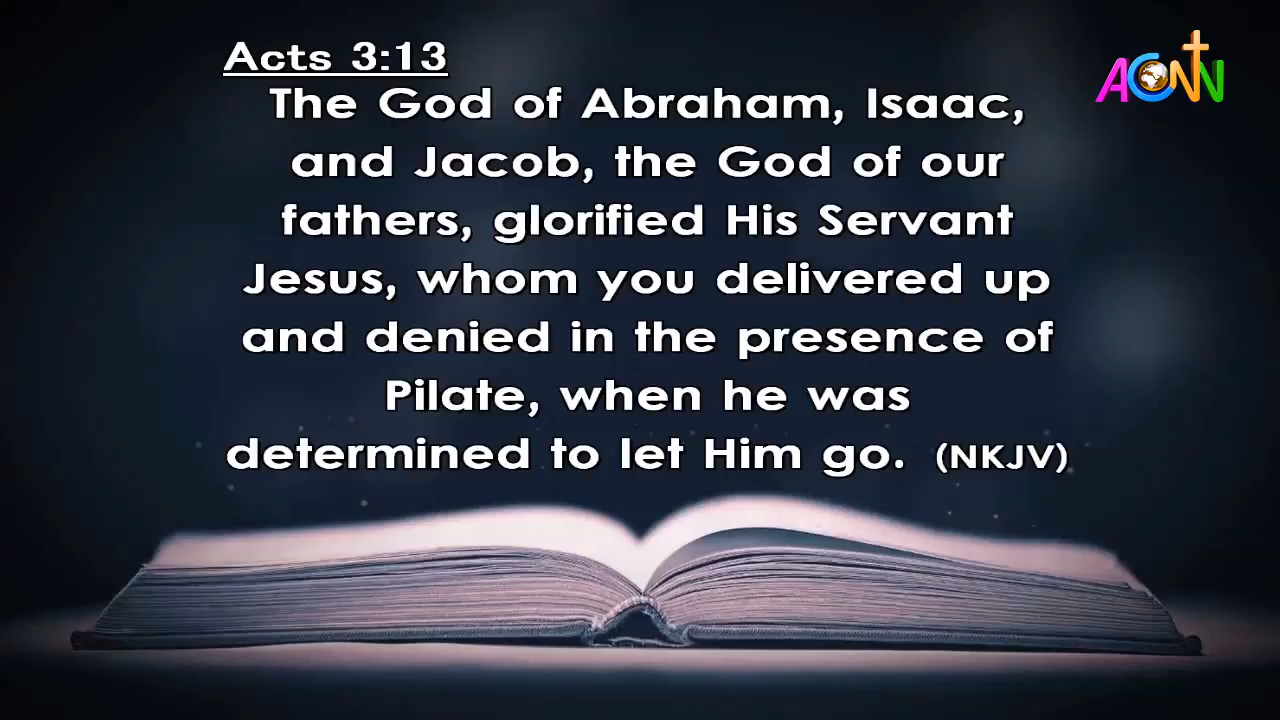 Acts 3:13
ACNN
The God of Abraham, Isaac,
and Jacob, the God of our
fathers, glorified His Servant
Jesus, whom you delivered up
and denied in the presence of
Pilate, when he was
determined to let Him go. (NKJV)